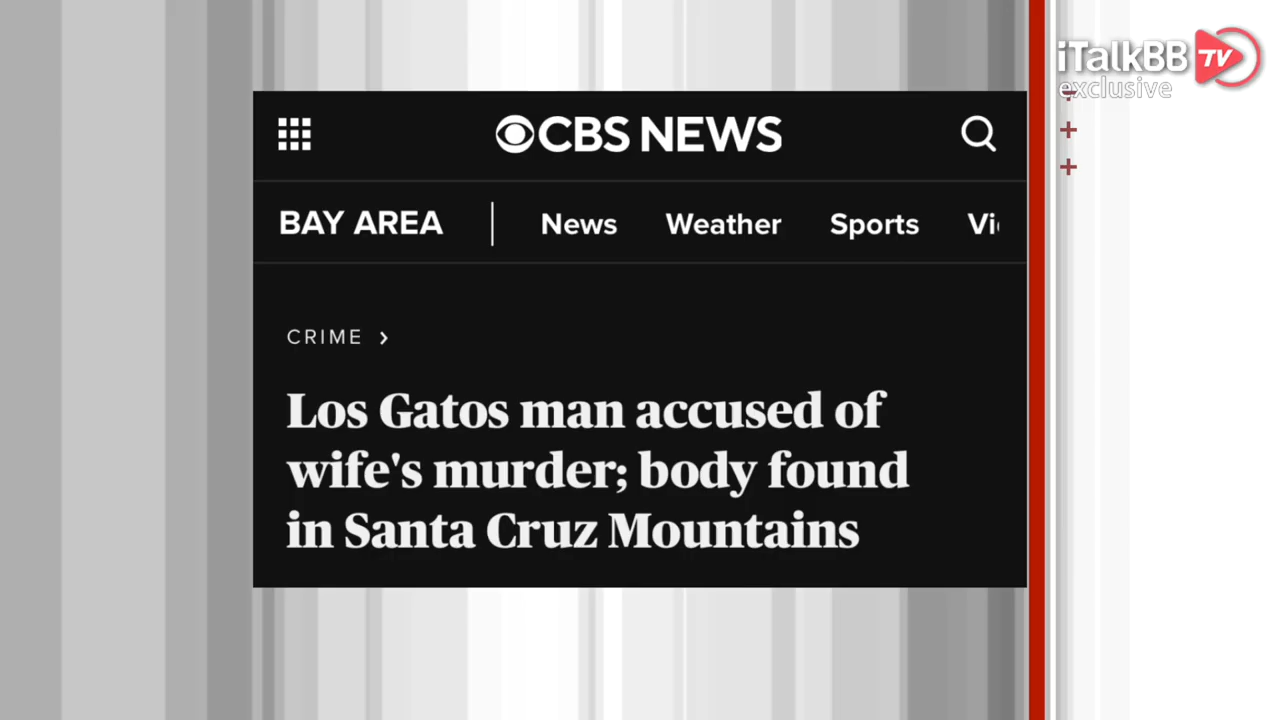 iTalkBB TV
exclusive
CBS NEWS
BAY AREA | News Weather Sports Vi
CRIME >
Los Gatos man accused of
wife's murder; body found
in Santa Cruz Mountains